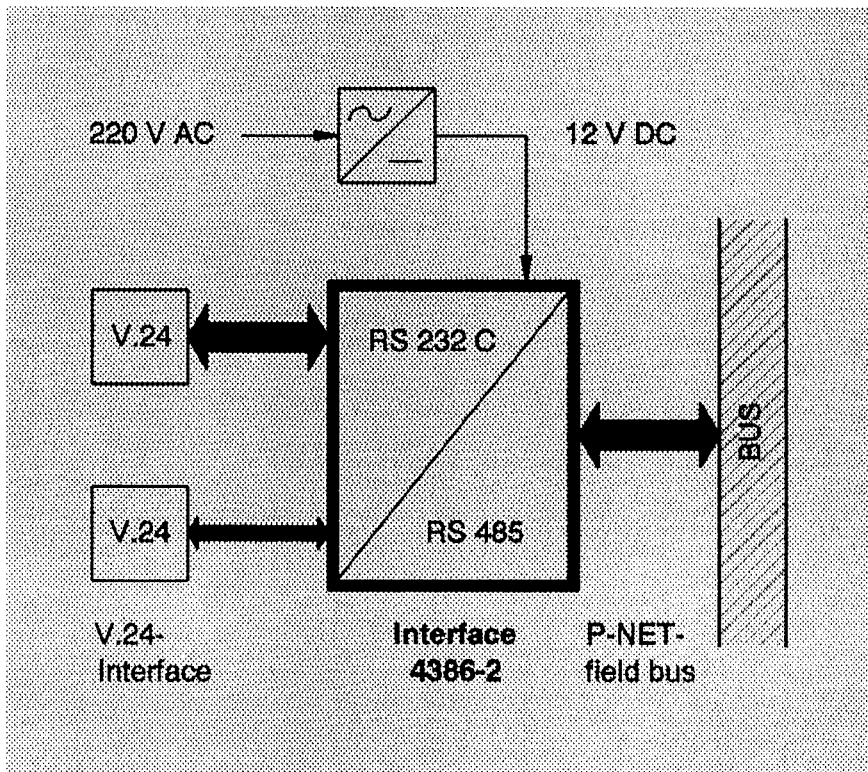 220 V AC
12 V DC
V.24
RS 232 C
BUS
V.24
RS 485
V.24-
Interface
Interface
4386-2
P-NET-
field bus